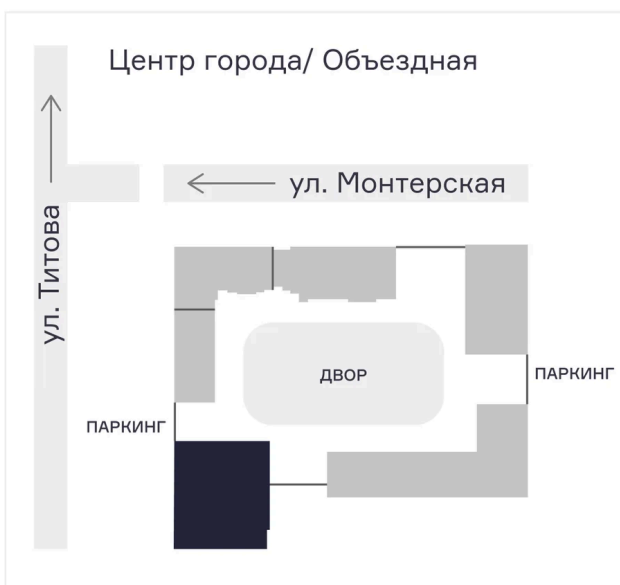 Центр города/ Объездная
ул. Монтерская
ул. Титова
ДВОР
ПАРКИНГ
ПАРКИНГ